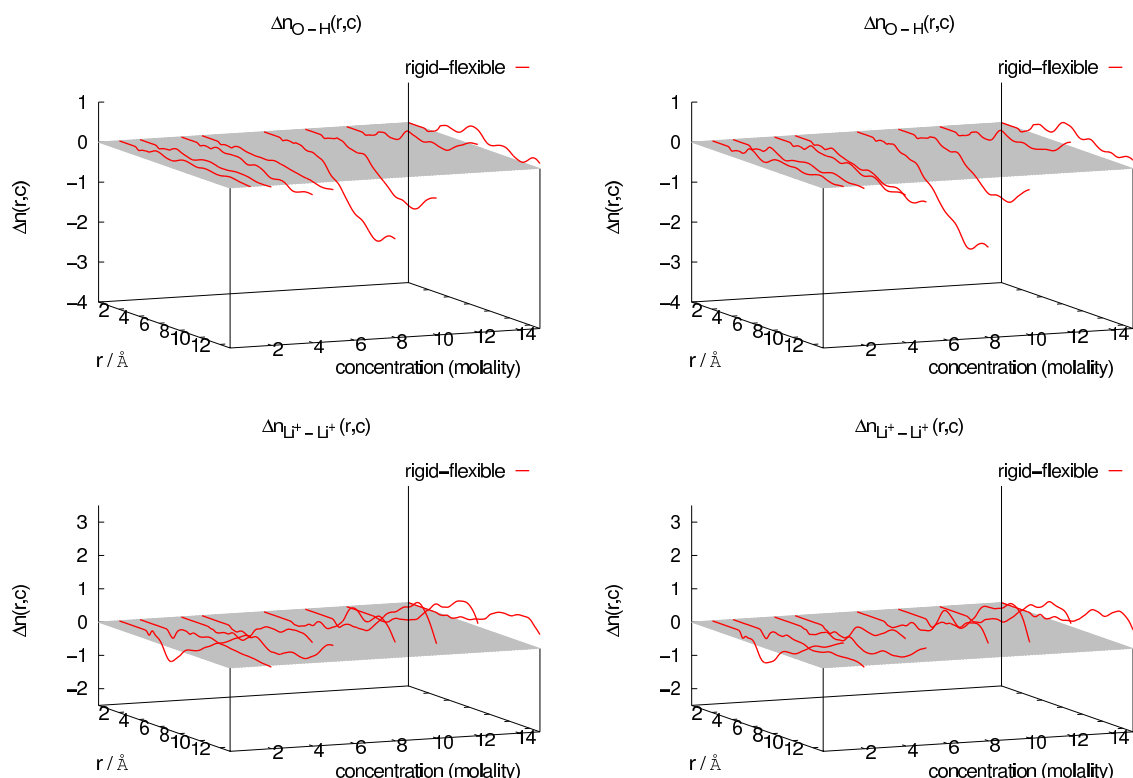 Δn O – H (r,c)
rigid–flexible
1
0
–1
–2
–3
–4
Δn(r,c)
2 4 6 8 10 12
r / Å
2 4 6 8 10 12 14
concentration (molality)
Δn O – H (r,c)
rigid–flexible
1
0
–1
–2
–3
–4
Δn(r,c)
2 4 6 8 10 12
r / Å
2 4 6 8 10 12 14
concentration (molality)
Δn Li⁺ – Li⁺ (r,c)
rigid–flexible
3
2
1
0
–1
–2
Δn(r,c)
2 4 6 8 10 12
r / Å
2 4 6 8 10 12 14
concentration (molality)
Δn Li⁺ – Li⁺ (r,c)
rigid–flexible
3
2
1
0
–1
–2
Δn(r,c)
2 4 6 8 10 12
r / Å
2 4 6 8 10 12 14
concentration (molality)